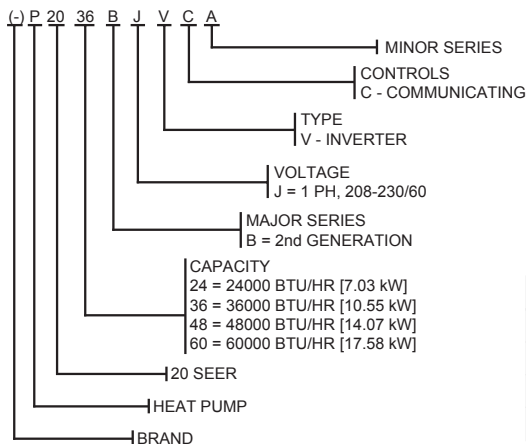 (-) P 20 36 B J V C A
MINOR SERIES
CONTROLS
C - COMMUNICATING
TYPE
V - INVERTER
VOLTAGE
J = 1 PH, 208-230/60
MAJOR SERIES
B = 2nd GENERATION
CAPACITY
24 = 24000 BTU/HR [7.03 kW]
36 = 36000 BTU/HR [10.55 kW]
48 = 48000 BTU/HR [14.07 kW]
60 = 60000 BTU/HR [17.58 kW]
20 SEER
HEAT PUMP
BRAND